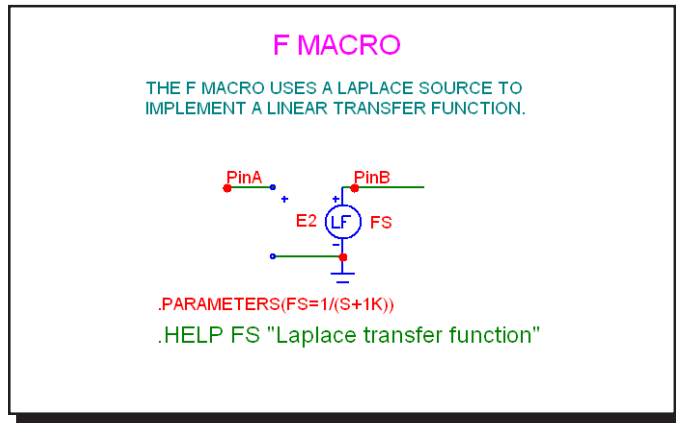 F MACRO
THE F MACRO USES A LAPLACE SOURCE TO
IMPLEMENT A LINEAR TRANSFER FUNCTION.
PinA
PinB
+
+
E2
LF
FS
-
.PARAMETERS(FS=1/(S+1K))
.HELP FS "Laplace transfer function"